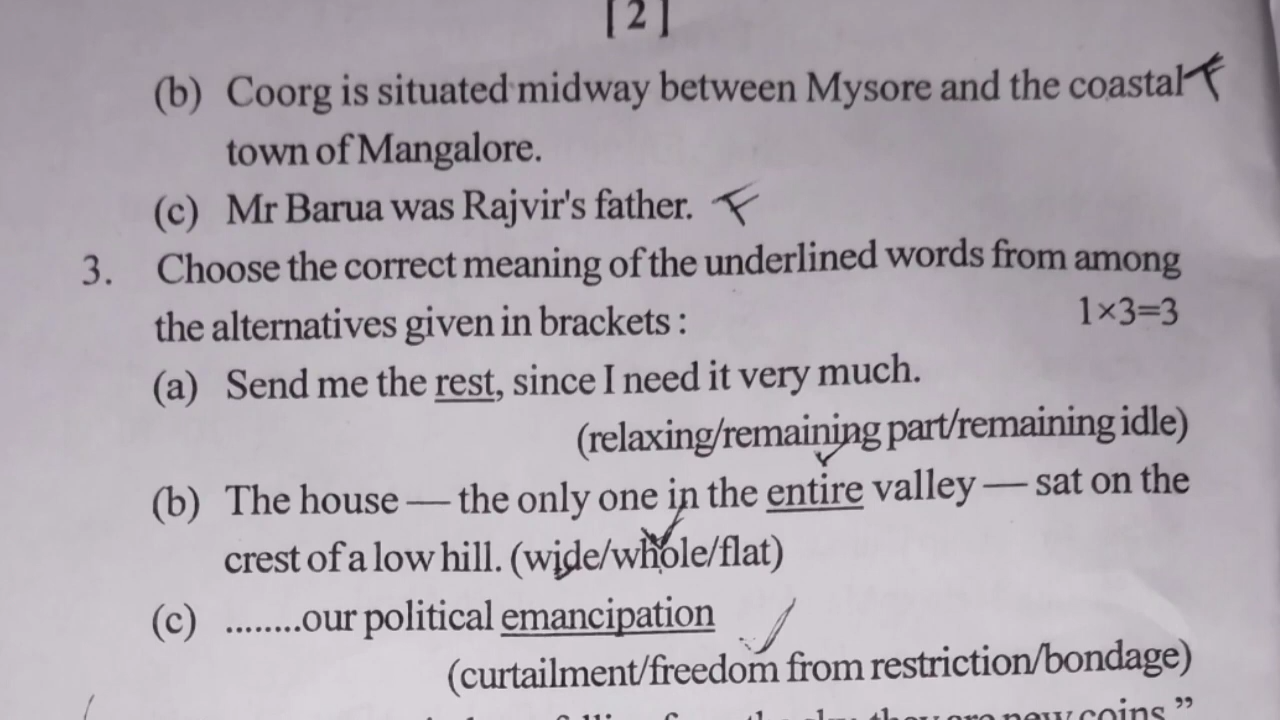 [2]
(b) Coorg is situated midway between Mysore and the coastal F
town of Mangalore.
(c) Mr Barua was Rajvir's father. F
3. Choose the correct meaning of the underlined words from among
the alternatives given in brackets : 1×3=3
(a) Send me the rest, since I need it very much.
(relaxing/remaining part/remaining idle)
(b) The house — the only one in the entire valley — sat on the
crest of a low hill. (wide/whole/flat)
(c) ........our political emancipation
(curtailment/freedom from restriction/bondage)
they are new coins.”